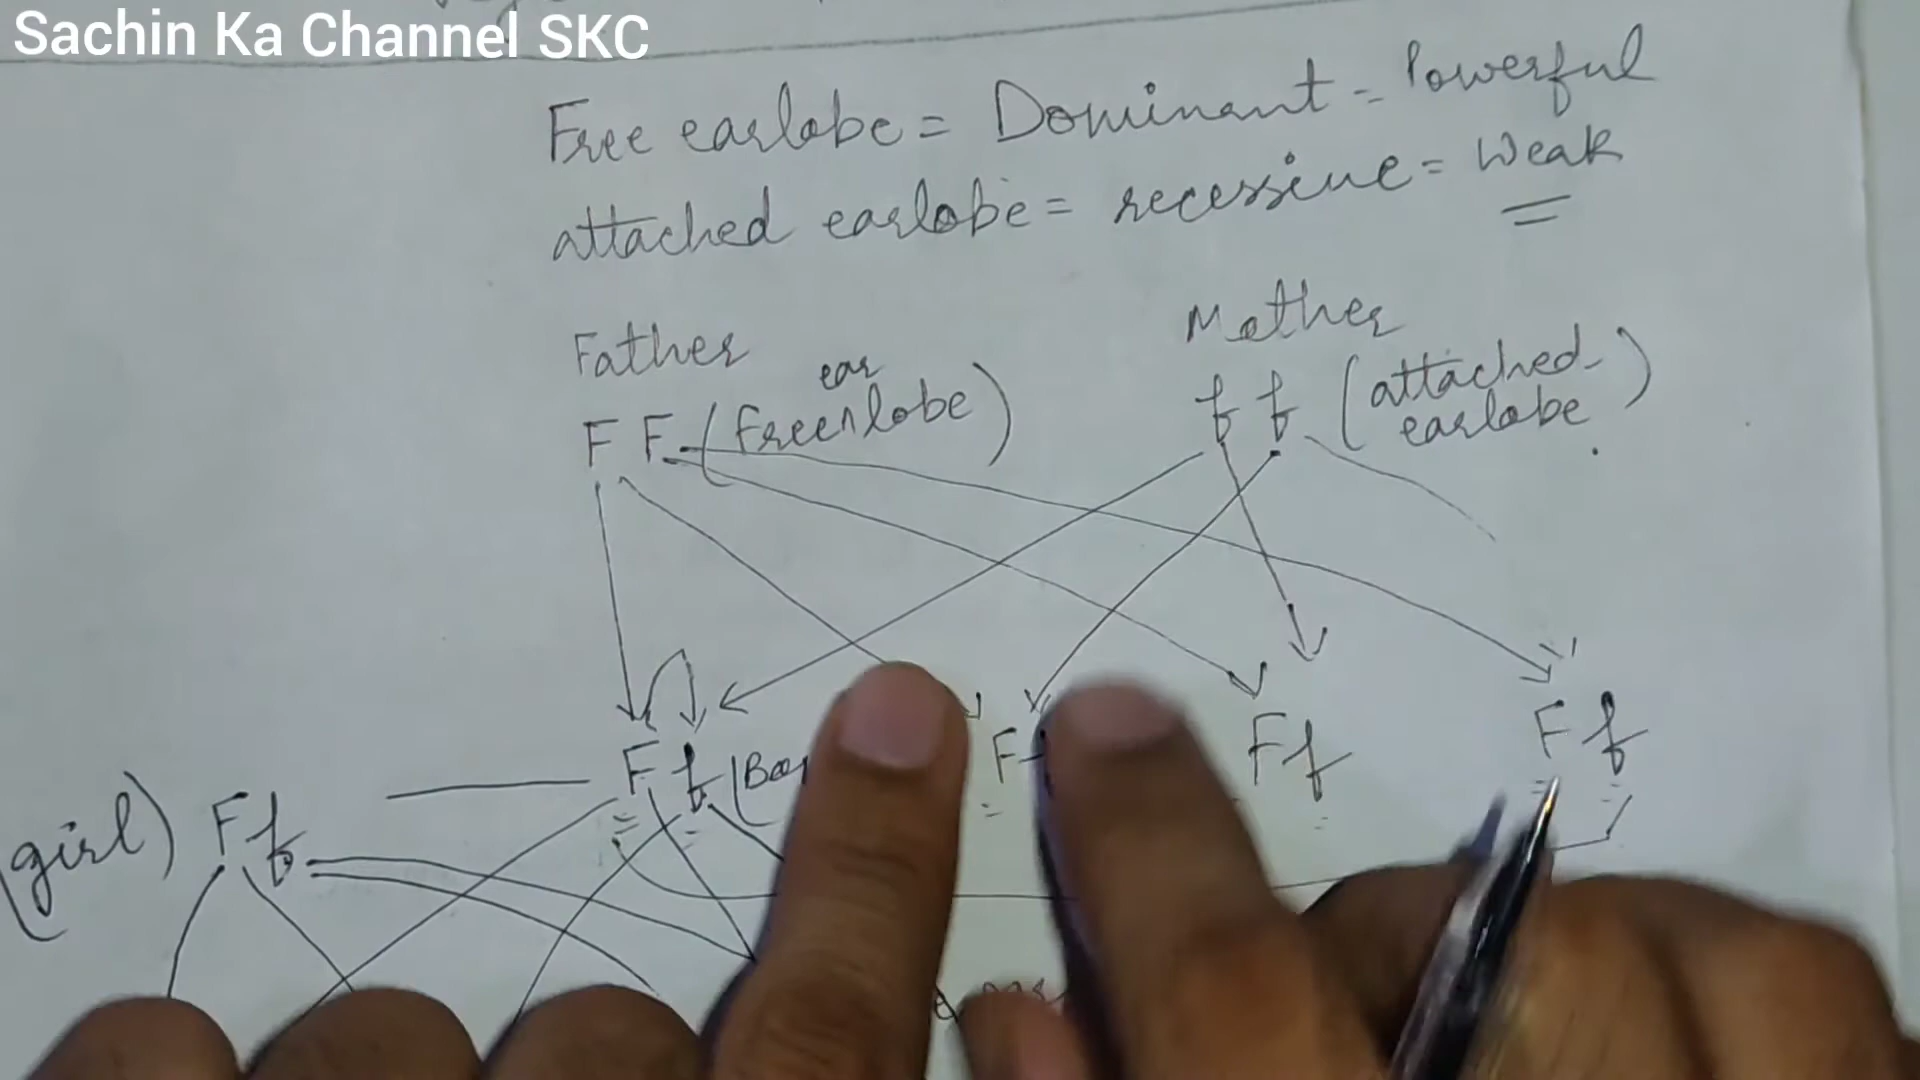 Sachin Ka Channel SKC
Free earlobe = Dominant = Powerful
attached earlobe = recessive = Weak
Father
Mother
F F (Free ear lobe)
f f (attached earlobe)
F f
F
F f
F f
(girl) F f